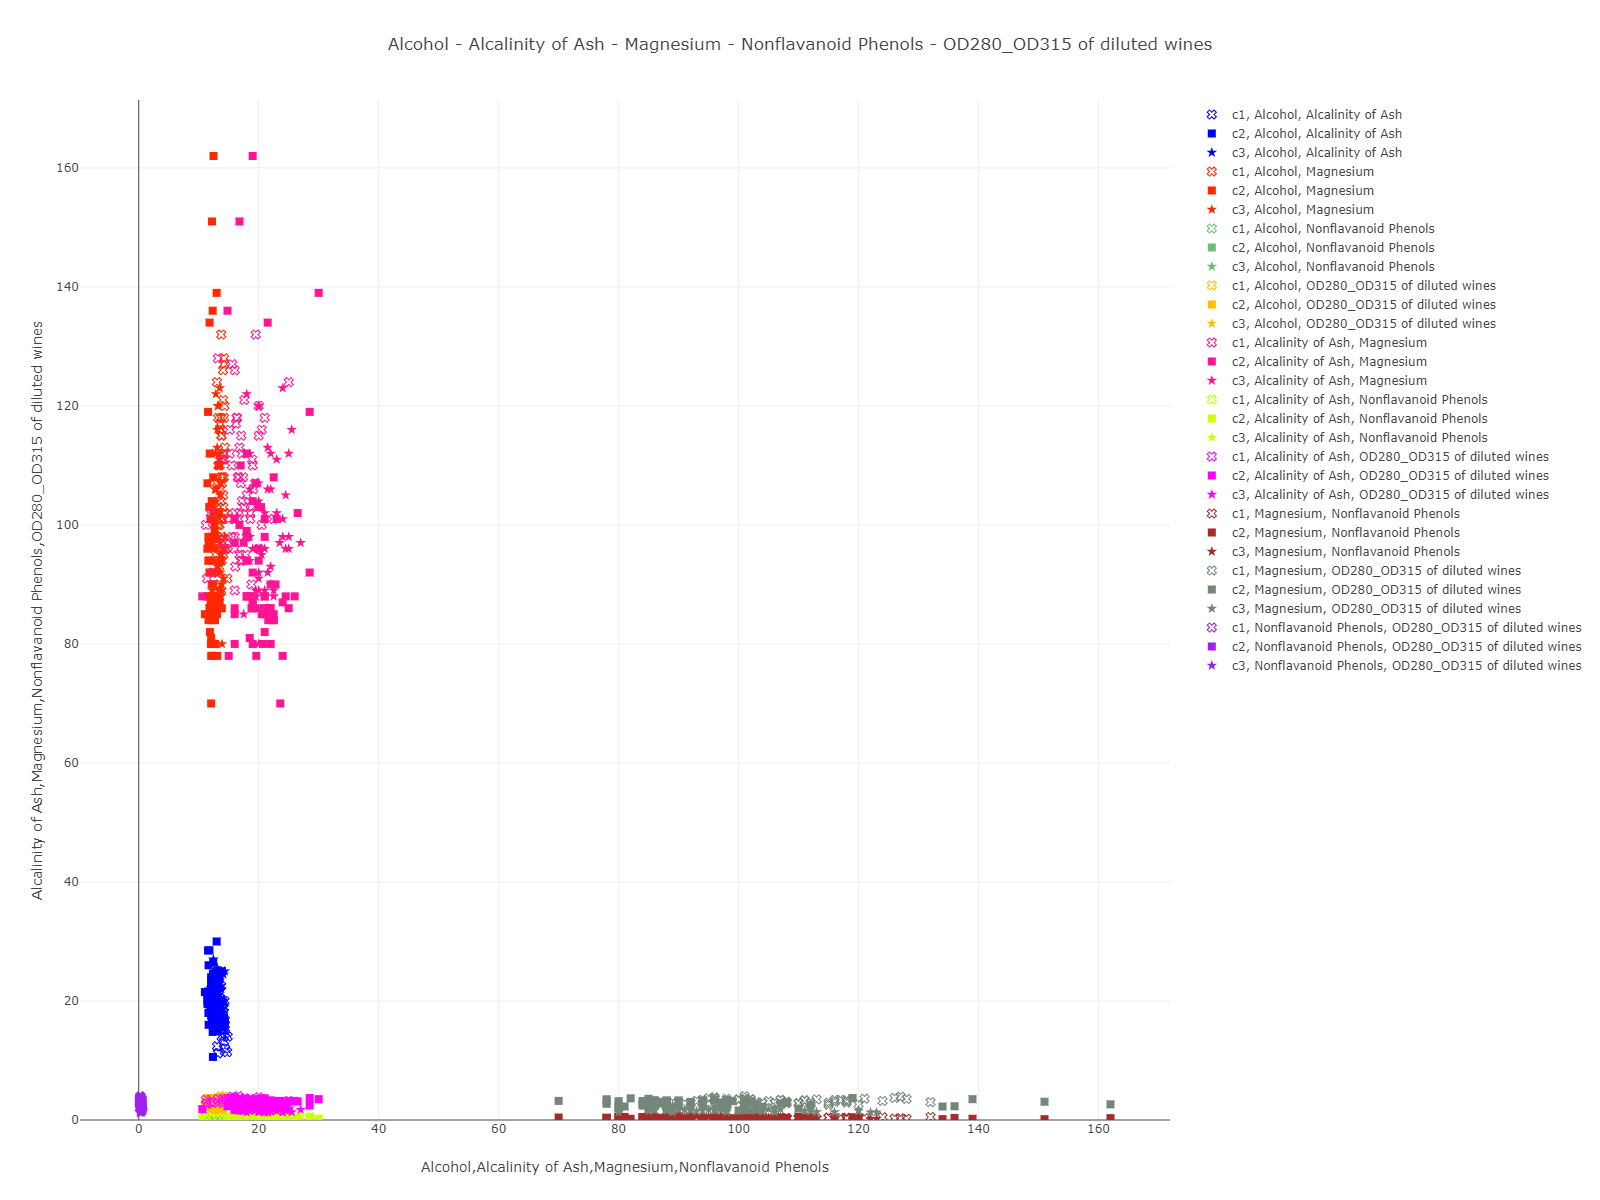 Alcohol - Alcalinity of Ash - Magnesium - Nonflavanoid Phenols - OD280_OD315 of diluted wines
c1, Alcohol, Alcalinity of Ash
c2, Alcohol, Alcalinity of Ash
c3, Alcohol, Alcalinity of Ash
c1, Alcohol, Magnesium
c2, Alcohol, Magnesium
c3, Alcohol, Magnesium
c1, Alcohol, Nonflavanoid Phenols
c2, Alcohol, Nonflavanoid Phenols
c3, Alcohol, Nonflavanoid Phenols
c1, Alcohol, OD280_OD315 of diluted wines
c2, Alcohol, OD280_OD315 of diluted wines
c3, Alcohol, OD280_OD315 of diluted wines
c1, Alcalinity of Ash, Magnesium
c2, Alcalinity of Ash, Magnesium
c3, Alcalinity of Ash, Magnesium
c1, Alcalinity of Ash, Nonflavanoid Phenols
c2, Alcalinity of Ash, Nonflavanoid Phenols
c3, Alcalinity of Ash, Nonflavanoid Phenols
c1, Alcalinity of Ash, OD280_OD315 of diluted wines
c2, Alcalinity of Ash, OD280_OD315 of diluted wines
c3, Alcalinity of Ash, OD280_OD315 of diluted wines
c1, Magnesium, Nonflavanoid Phenols
c2, Magnesium, Nonflavanoid Phenols
c3, Magnesium, Nonflavanoid Phenols
c1, Magnesium, OD280_OD315 of diluted wines
c2, Magnesium, OD280_OD315 of diluted wines
c3, Magnesium, OD280_OD315 of diluted wines
c1, Nonflavanoid Phenols, OD280_OD315 of diluted wines
c2, Nonflavanoid Phenols, OD280_OD315 of diluted wines
c3, Nonflavanoid Phenols, OD280_OD315 of diluted wines
Alcalinity of Ash,Magnesium,Nonflavanoid Phenols,OD280_OD315 of diluted wines
160
140
120
100
80
60
40
20
0
0 20 40 60 80 100 120 140 160
Alcohol,Alcalinity of Ash,Magnesium,Nonflavanoid Phenols